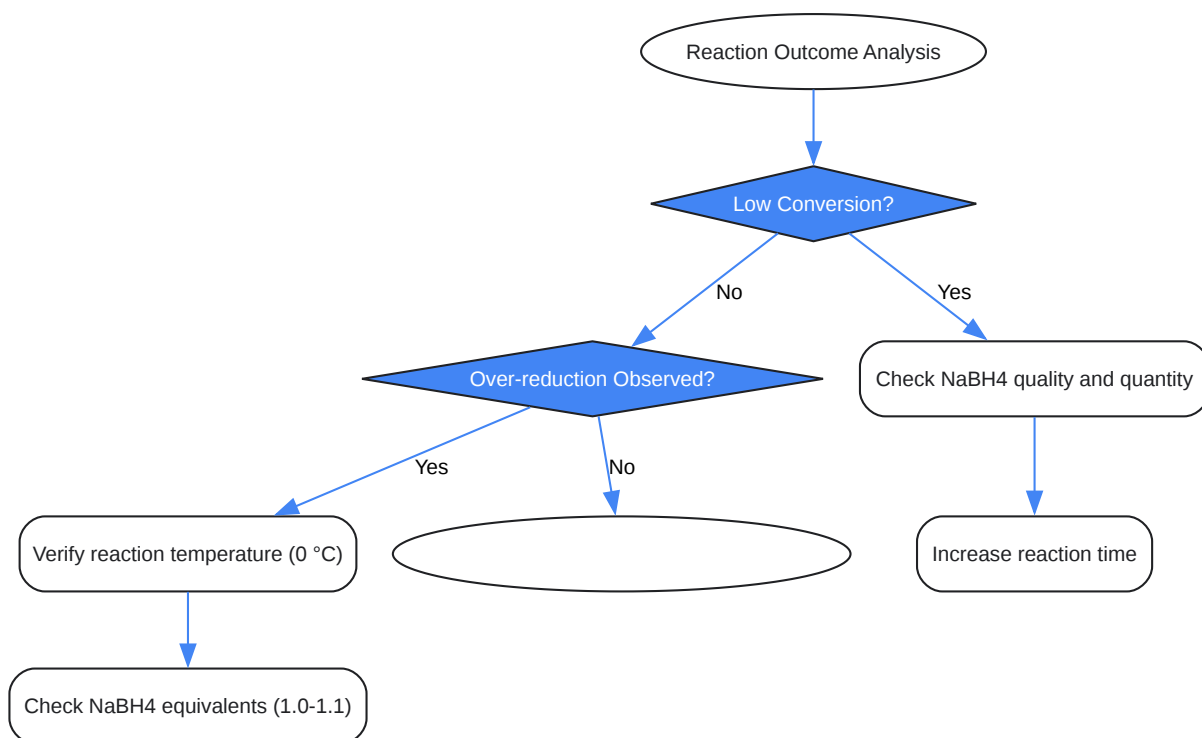 Reaction Outcome Analysis
Low Conversion?
No
Yes
Over-reduction Observed?
Check NaBH4 quality and quantity
Yes
No
Verify reaction temperature (0 °C)
Increase reaction time
Check NaBH4 equivalents (1.0-1.1)